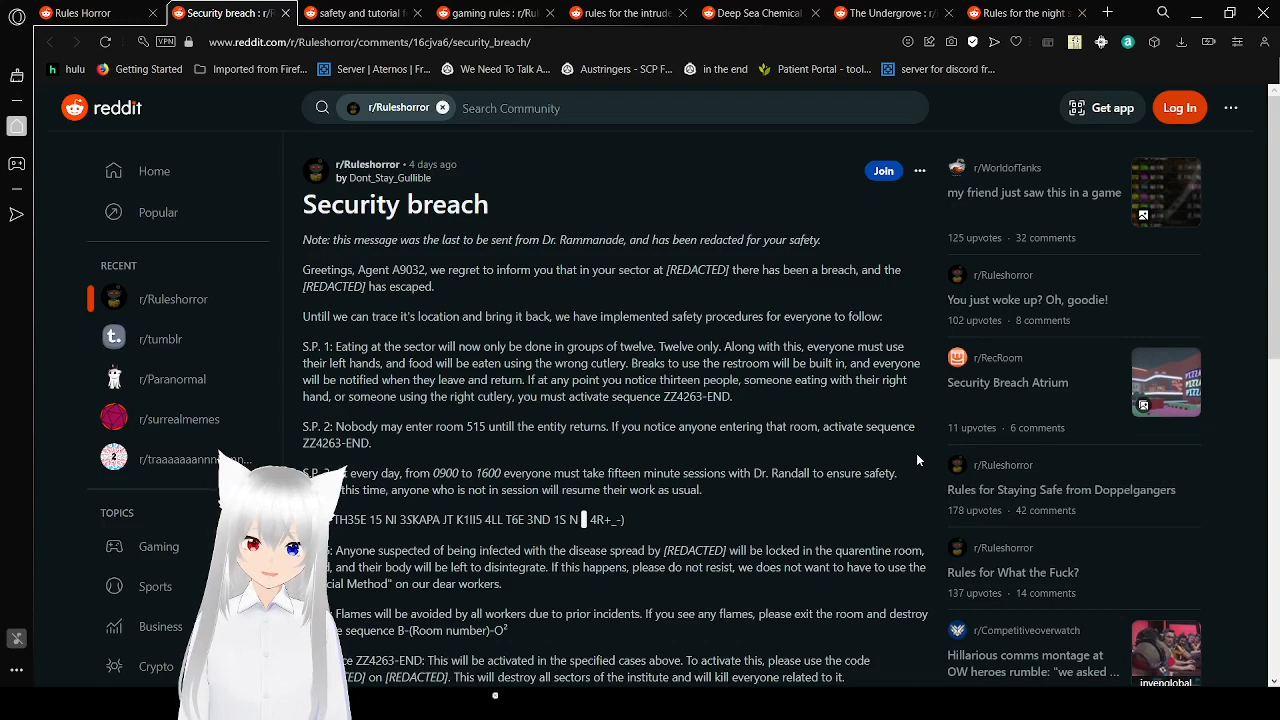 Rules Horror
Security breach : r/F
safety and tutorial f
gaming rules : r/Rul
rules for the intrude
Deep Sea Chemical
The Undergrove : r/
Rules for the night s
VPN
www.reddit.com/r/Ruleshorror/comments/16cjva6/security_breach/
hulu
Getting Started
Imported from Firef...
Server | Aternos | Fr...
We Need To Talk A...
Austringers - SCP F...
in the end
Patient Portal - tool...
server for discord fr...
reddit
r/Ruleshorror
Search Community
Get app
Log In
Home
Popular
RECENT
r/Ruleshorror
r/tumblr
r/Paranormal
r/surrealmemes
r/traaaaaaannn
TOPICS
Gaming
Sports
Business
Crypto
r/Ruleshorror • 4 days ago
by Dont_Stay_Gullible
Join
Security breach
Note: this message was the last to be sent from Dr. Rammanade, and has been redacted for your safety.
Greetings, Agent A9032, we regret to inform you that in your sector at [REDACTED] there has been a breach, and the
[REDACTED] has escaped.
Untill we can trace it's location and bring it back, we have implemented safety procedures for everyone to follow:
S.P. 1: Eating at the sector will now only be done in groups of twelve. Twelve only. Along with this, everyone must use
their left hands, and food will be eaten using the wrong cutlery. Breaks to use the restroom will be built in, and everyone
will be notified when they leave and return. If at any point you notice thirteen people, someone eating with their right
hand, or someone using the right cutlery, you must activate sequence ZZ4263-END.
S.P. 2: Nobody may enter room 515 untill the entity returns. If you notice anyone entering that room, activate sequence
ZZ4263-END.
every day, from 0900 to 1600 everyone must take fifteen minute sessions with Dr. Randall to ensure safety.
this time, anyone who is not in session will resume their work as usual.
TH35E 15 NI 3SKAPA JT K1II5 4LL T6E 3ND 1S N 4R+_-)
: Anyone suspected of being infected with the disease spread by [REDACTED] will be locked in the quarentine room,
, and their body will be left to disintegrate. If this happens, please do not resist, we does not want to have to use the
cial Method" on our dear workers.
Flames will be avoided by all workers due to prior incidents. If you see any flames, please exit the room and destroy
e sequence B-(Room number)-O²
ce ZZ4263-END: This will be activated in the specified cases above. To activate this, please use the code
on [REDACTED]. This will destroy all sectors of the institute and will kill everyone related to it.
r/WorldofTanks
my friend just saw this in a game
125 upvotes • 32 comments
r/Ruleshorror
You just woke up? Oh, goodie!
102 upvotes • 8 comments
r/RecRoom
Security Breach Atrium
11 upvotes • 6 comments
r/Ruleshorror
Rules for Staying Safe from Doppelgangers
178 upvotes • 42 comments
r/Ruleshorror
Rules for What the Fuck?
137 upvotes • 14 comments
r/Competitiveoverwatch
Hillarious comms montage at
OW heroes rumble: "we asked ...
invenglobal